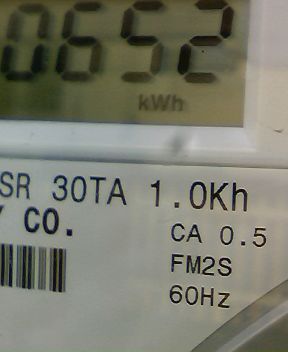 0652
kWh
SR 30TA 1.0Kh
Y CO.
CA 0.5
FM2S
60Hz